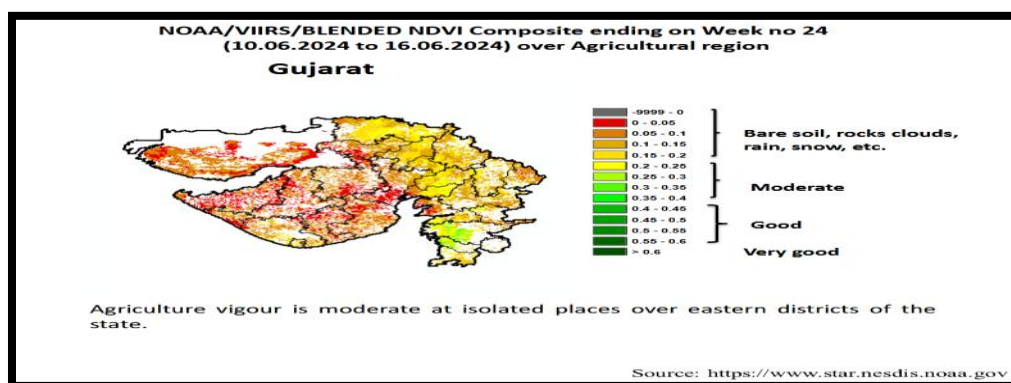 NOAA/VIIRS/BLENDED NDVI Composite ending on Week no 24
(10.06.2024 to 16.06.2024) over Agricultural region
Gujarat
-9999 - 0
0 - 0.05
0.05 - 0.1
0.1 - 0.15
0.15 - 0.2
0.2 - 0.25
0.25 - 0.3
0.3 - 0.35
0.35 - 0.4
0.4 - 0.45
0.45 - 0.5
0.5 - 0.55
0.55 - 0.6
> 0.6
Bare soil, rocks clouds,
rain, snow, etc.
Moderate
Good
Very good
Agriculture vigour is moderate at isolated places over eastern districts of the
state.
Source: https://www.star.nesdis.noaa.gov